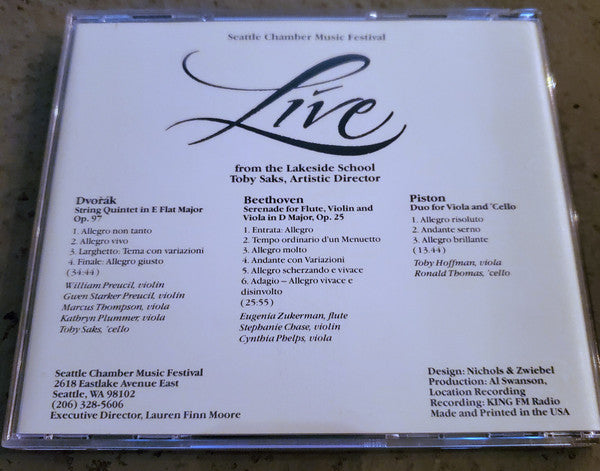 Seattle Chamber Music Festival
Live
from the Lakeside School
Toby Saks, Artistic Director
Dvořák
String Quintet in E Flat Major
Op. 97
1. Allegro non tanto
2. Allegro vivo
3. Larghetto: Tema con variazioni
4. Finale: Allegro giusto
(34:44)
William Preucil, violin
Gwen Starker Preucil, violin
Marcus Thompson, viola
Kathryn Plummer, viola
Toby Saks, 'cello
Beethoven
Serenade for Flute, Violin and
Viola in D Major, Op. 25
1. Entrata: Allegro
2. Tempo ordinario d'un Menuetto
3. Allegro molto
4. Andante con Variazioni
5. Allegro scherzando e vivace
6. Adagio – Allegro vivace e
disinvolto
(25:55)
Eugenia Zukerman, flute
Stephanie Chase, violin
Cynthia Phelps, viola
Piston
Duo for Viola and 'Cello
1. Allegro risoluto
2. Andante serno
3. Allegro brillante
(13.44)
Toby Hoffman, viola
Ronald Thomas, 'cello
Seattle Chamber Music Festival
2618 Eastlake Avenue East
Seattle, WA 98102
(206) 328-5606
Executive Director, Lauren Finn Moore
Design: Nichols & Zwiebel
Production: Al Swanson,
Location Recording
Recording: KING FM Radio
Made and Printed in the USA